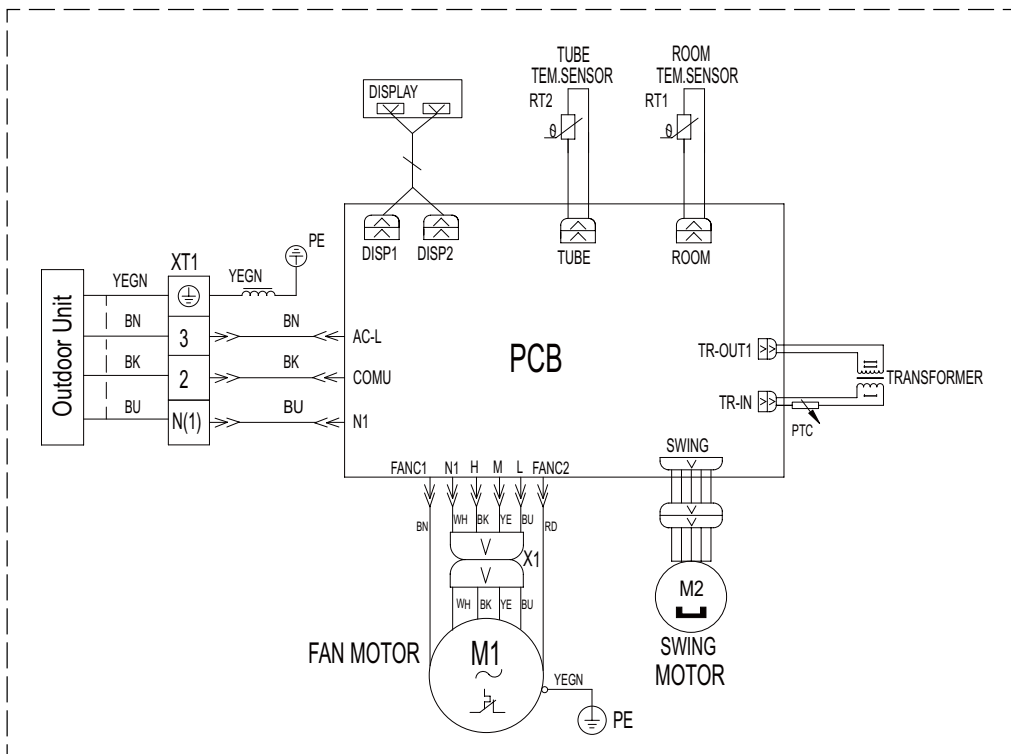 TUBE
TEM.SENSOR
ROOM
TEM.SENSOR
DISPLAY
RT2
RT1
θ
θ
DISP1
DISP2
TUBE
ROOM
PE
XT1
YEGN
YEGN
Outdoor Unit
BN
3
BN
AC-L
BK
2
BK
COMU
BU
N(1)
BU
N1
PCB
TR-OUT1
TRANSFORMER
TR-IN
PTC
SWING
FANC1 N1 H M L FANC2
BN WH BK YE BU RD
X1
WH BK YE BU
FAN MOTOR
M1
YEGN
PE
M2
SWING
MOTOR